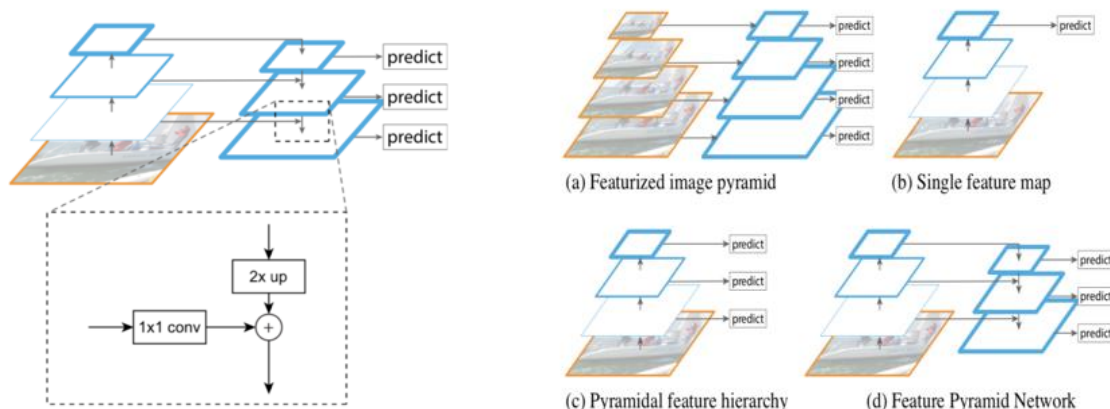 predict
predict
predict
2x up
1x1 conv
+
predict
predict
predict
predict
(a) Featurized image pyramid
predict
(b) Single feature map
predict
predict
predict
(c) Pyramidal feature hierarchy
predict
predict
predict
(d) Feature Pyramid Network